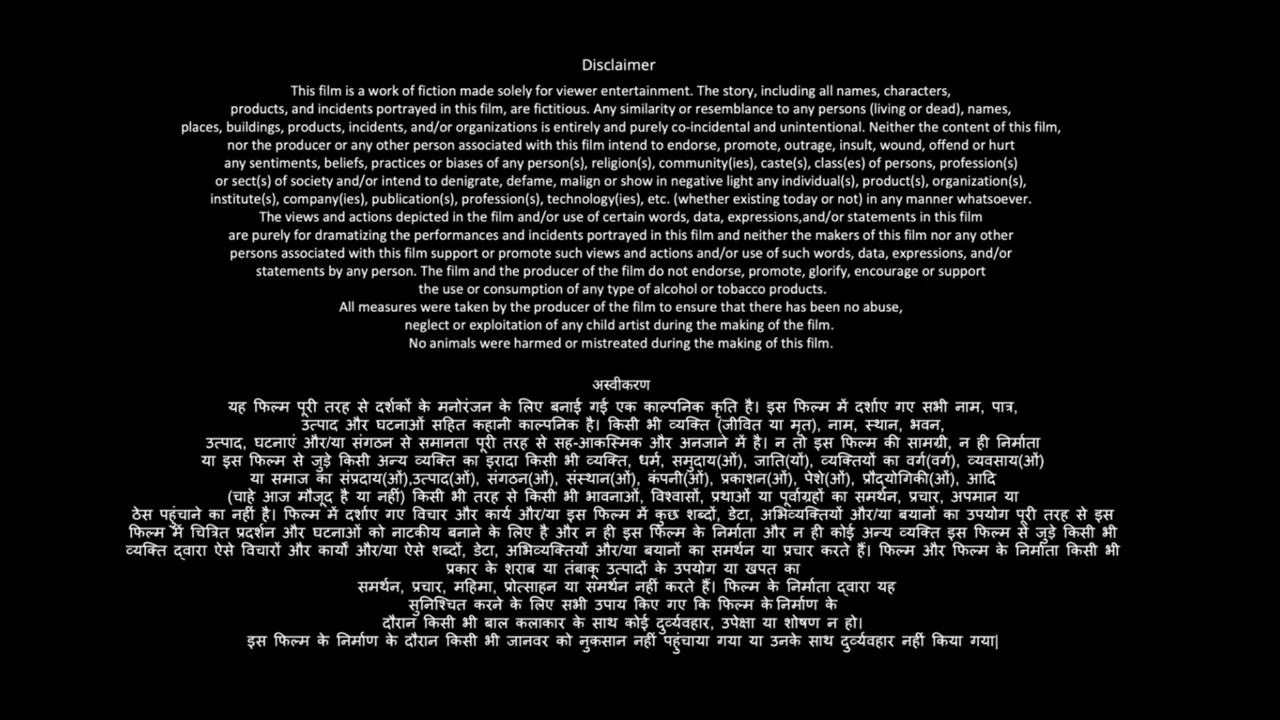 Disclaimer
This film is a work of fiction made solely for viewer entertainment. The story, including all names, characters,
products, and incidents portrayed in this film, are fictitious. Any similarity or resemblance to any persons (living or dead), names,
places, buildings, products, incidents, and/or organizations is entirely and purely co-incidental and unintentional. Neither the content of this film,
nor the producer or any other person associated with this film intend to endorse, promote, outrage, insult, wound, offend or hurt
any sentiments, beliefs, practices or biases of any person(s), religion(s), community(ies), caste(s), class(es) of persons, profession(s)
or sect(s) of society and/or intend to denigrate, defame, malign or show in negative light any individual(s), product(s), organization(s),
institute(s), company(ies), publication(s), profession(s), technology(ies), etc. (whether existing today or not) in any manner whatsoever.
The views and actions depicted in the film and/or use of certain words, data, expressions,and/or statements in this film
are purely for dramatizing the performances and incidents portrayed in this film and neither the makers of this film nor any other
persons associated with this film support or promote such views and actions and/or use of such words, data, expressions, and/or
statements by any person. The film and the producer of the film do not endorse, promote, glorify, encourage or support
the use or consumption of any type of alcohol or tobacco products.
All measures were taken by the producer of the film to ensure that there has been no abuse,
neglect or exploitation of any child artist during the making of the film.
No animals were harmed or mistreated during the making of this film.
अस्वीकरण
यह फिल्म पूरी तरह से दर्शकों के मनोरंजन के लिए बनाई गई एक काल्पनिक कृति है। इस फिल्म में दर्शाए गए सभी नाम, पात्र,
उत्पाद और घटनाओं सहित कहानी काल्पनिक है। किसी भी व्यक्ति (जीवित या मृत), नाम, स्थान, भवन,
उत्पाद, घटनाएं और/या संगठन से समानता पूरी तरह से सह-आकस्मिक और अनजाने में है। न तो इस फिल्म की सामग्री, न ही निर्माता
या इस फिल्म से जुड़े किसी अन्य व्यक्ति का इरादा किसी भी व्यक्ति, धर्म, समुदाय(ओं), जाति(यों), व्यक्तियों का वर्ग(वर्ग), व्यवसाय(ओं)
या समाज का संप्रदाय(ओं),उत्पाद(ओं), संगठन(ओं), संस्थान(ओं), कंपनी(ओं), प्रकाशन(ओं), पेशे(ओं), प्रौद्योगिकी(ओं), आदि
(चाहे आज मौजूद है या नहीं) किसी भी तरह से किसी भी भावनाओं, विश्वासों, प्रथाओं या पूर्वाग्रहों का समर्थन, प्रचार, अपमान या
ठेस पहुंचाने का नहीं है। फिल्म में दर्शाए गए विचार और कार्य और/या इस फिल्म में कुछ शब्दों, डेटा, अभिव्यक्तियों और/या बयानों का उपयोग पूरी तरह से इस
फिल्म में चित्रित प्रदर्शन और घटनाओं को नाटकीय बनाने के लिए है और न ही इस फिल्म के निर्माता और न ही कोई अन्य व्यक्ति इस फिल्म से जुड़े किसी भी
व्यक्ति द्वारा ऐसे विचारों और कार्यों और/या ऐसे शब्दों, डेटा, अभिव्यक्तियों और/या बयानों का समर्थन या प्रचार करते हैं। फिल्म और फिल्म के निर्माता किसी भी
प्रकार के शराब या तंबाकू उत्पादों के उपयोग या खपत का
समर्थन, प्रचार, महिमा, प्रोत्साहन या समर्थन नहीं करते हैं। फिल्म के निर्माता द्वारा यह
सुनिश्चित करने के लिए सभी उपाय किए गए कि फिल्म के निर्माण के
दौरान किसी भी बाल कलाकार के साथ कोई दुर्व्यवहार, उपेक्षा या शोषण न हो।
इस फिल्म के निर्माण के दौरान किसी भी जानवर को नुकसान नहीं पहुंचाया गया या उनके साथ दुर्व्यवहार नहीं किया गया|